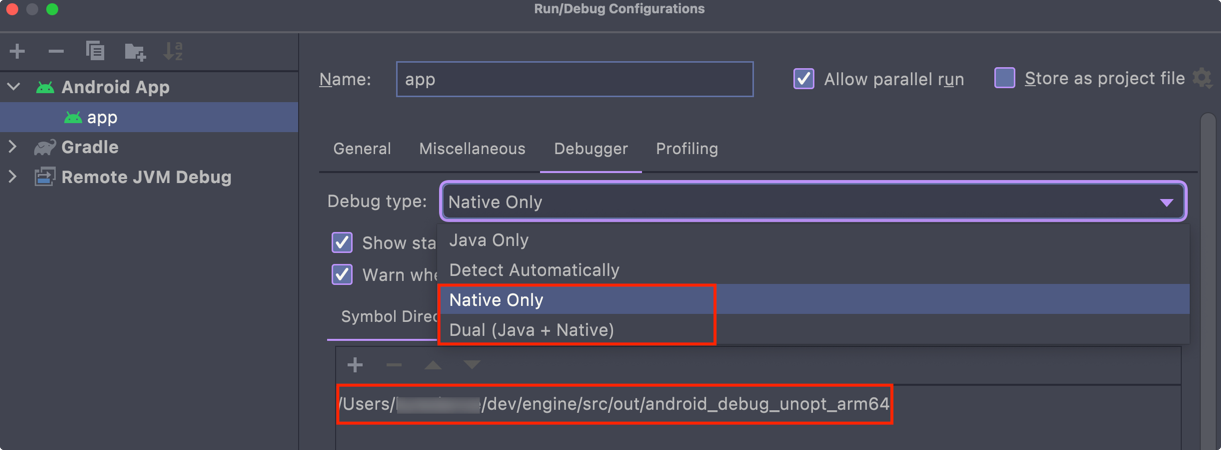 Run/Debug Configurations
Name: app Allow parallel run Store as project file
Android App
app
Gradle
Remote JVM Debug
General Miscellaneous Debugger Profiling
Debug type: Native Only
Java Only
Show sta
Detect Automatically
Warn whe
Native Only
Symbol Direc
Dual (Java + Native)
/Users/ /dev/engine/src/out/android_debug_unopt_arm64